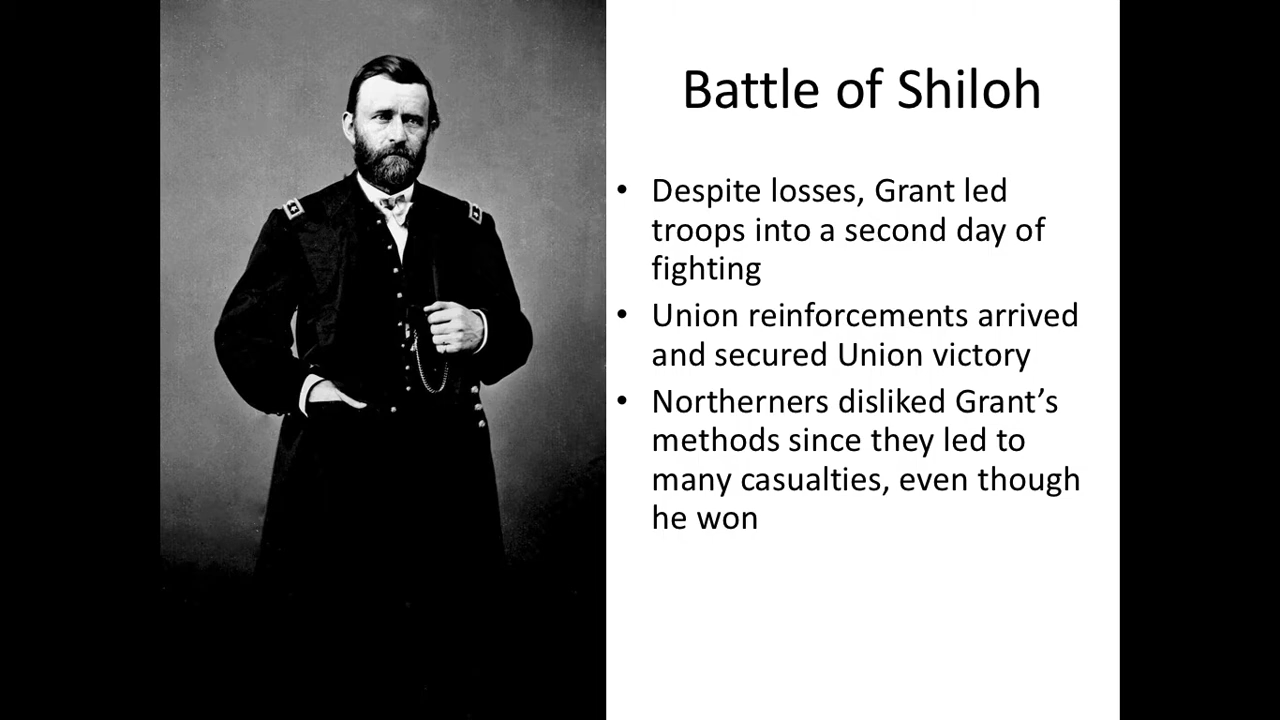 Battle of Shiloh
• Despite losses, Grant led
troops into a second day of
fighting
• Union reinforcements arrived
and secured Union victory
• Northerners disliked Grant’s
methods since they led to
many casualties, even though
he won